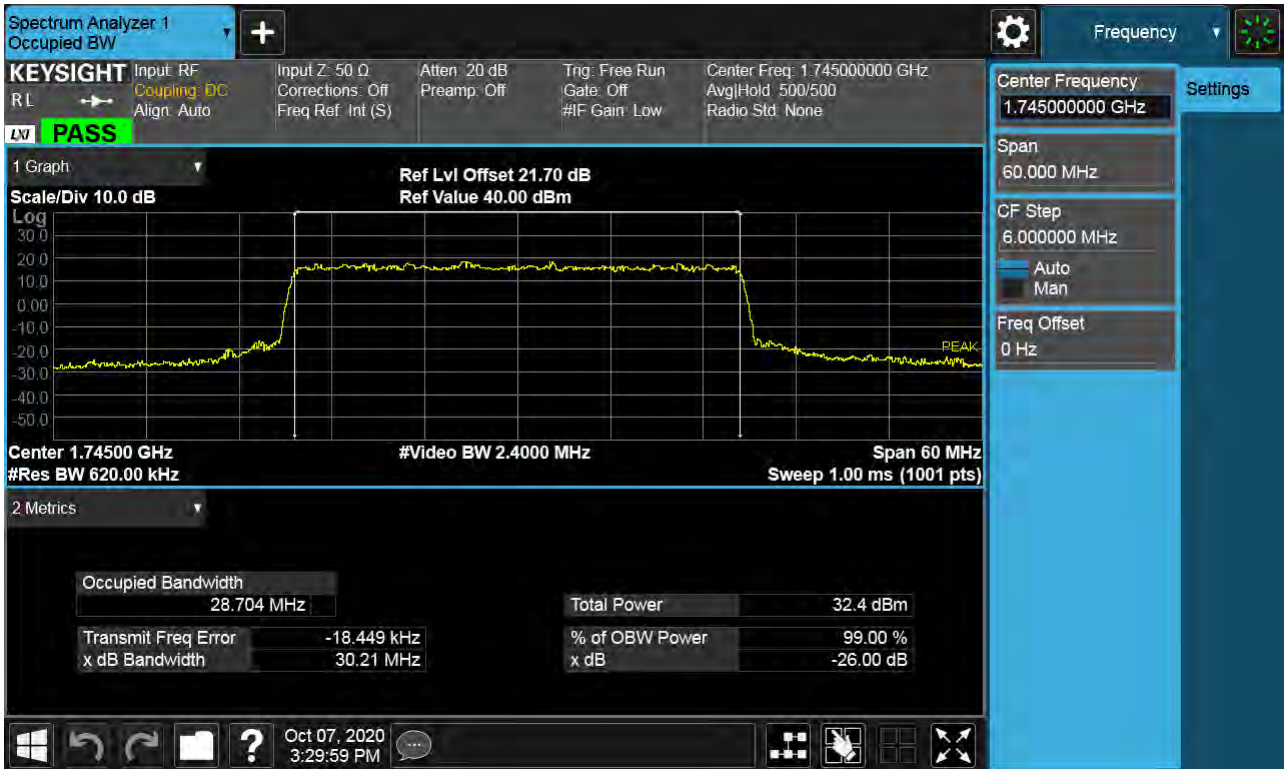 Spectrum Analyzer 1
Occupied BW
+
Frequency
KEYSIGHT
Input: RF
Input Z: 50 Ω
Atten: 20 dB
Trig: Free Run
Center Freq: 1.745000000 GHz
RL
Coupling: DC
Corrections: Off
Preamp: Off
Gate: Off
Avg|Hold: 500/500
Align: Auto
Freq Ref: Int (S)
#IF Gain: Low
Radio Std: None
LXI
PASS
Center Frequency
1.745000000 GHz
Settings
Span
60.000 MHz
CF Step
6.000000 MHz
Auto
Man
Freq Offset
0 Hz
1 Graph
Ref Lvl Offset 21.70 dB
Scale/Div 10.0 dB
Ref Value 40.00 dBm
Log
30.0
20.0
10.0
0.00
-10.0
-20.0
-30.0
-40.0
-50.0
PEAK
Center 1.74500 GHz
#Video BW 2.4000 MHz
Span 60 MHz
#Res BW 620.00 kHz
Sweep 1.00 ms (1001 pts)
2 Metrics
Occupied Bandwidth
28.704 MHz
Total Power 32.4 dBm
Transmit Freq Error -18.449 kHz
% of OBW Power 99.00 %
x dB Bandwidth 30.21 MHz
x dB -26.00 dB
?
Oct 07, 2020
3:29:59 PM